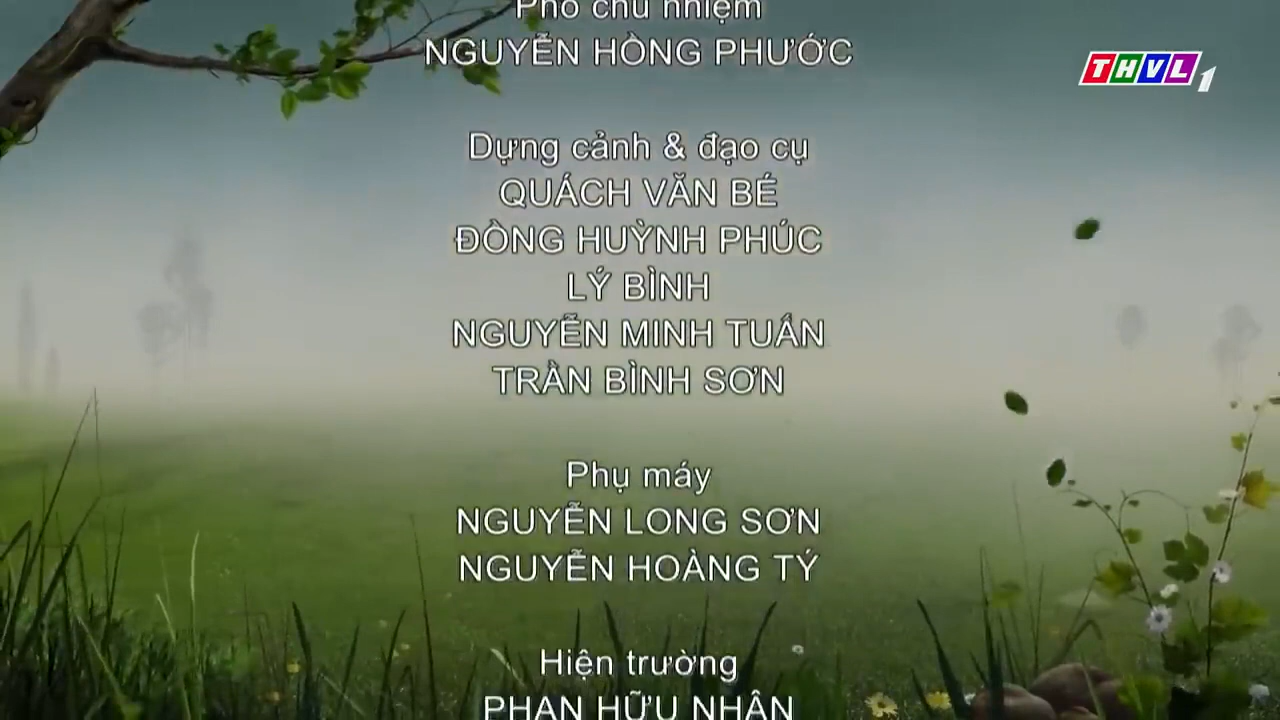 Phó chủ nhiệm
NGUYỄN HỒNG PHƯỚC
THVL1
Dựng cảnh & đạo cụ
QUÁCH VĂN BÉ
ĐỒNG HUỲNH PHÚC
LÝ BÌNH
NGUYỄN MINH TUẤN
TRẦN BÌNH SƠN
Phụ máy
NGUYỄN LONG SƠN
NGUYỄN HOÀNG TÝ
Hiện trường
PHAN HỮU NHÂN